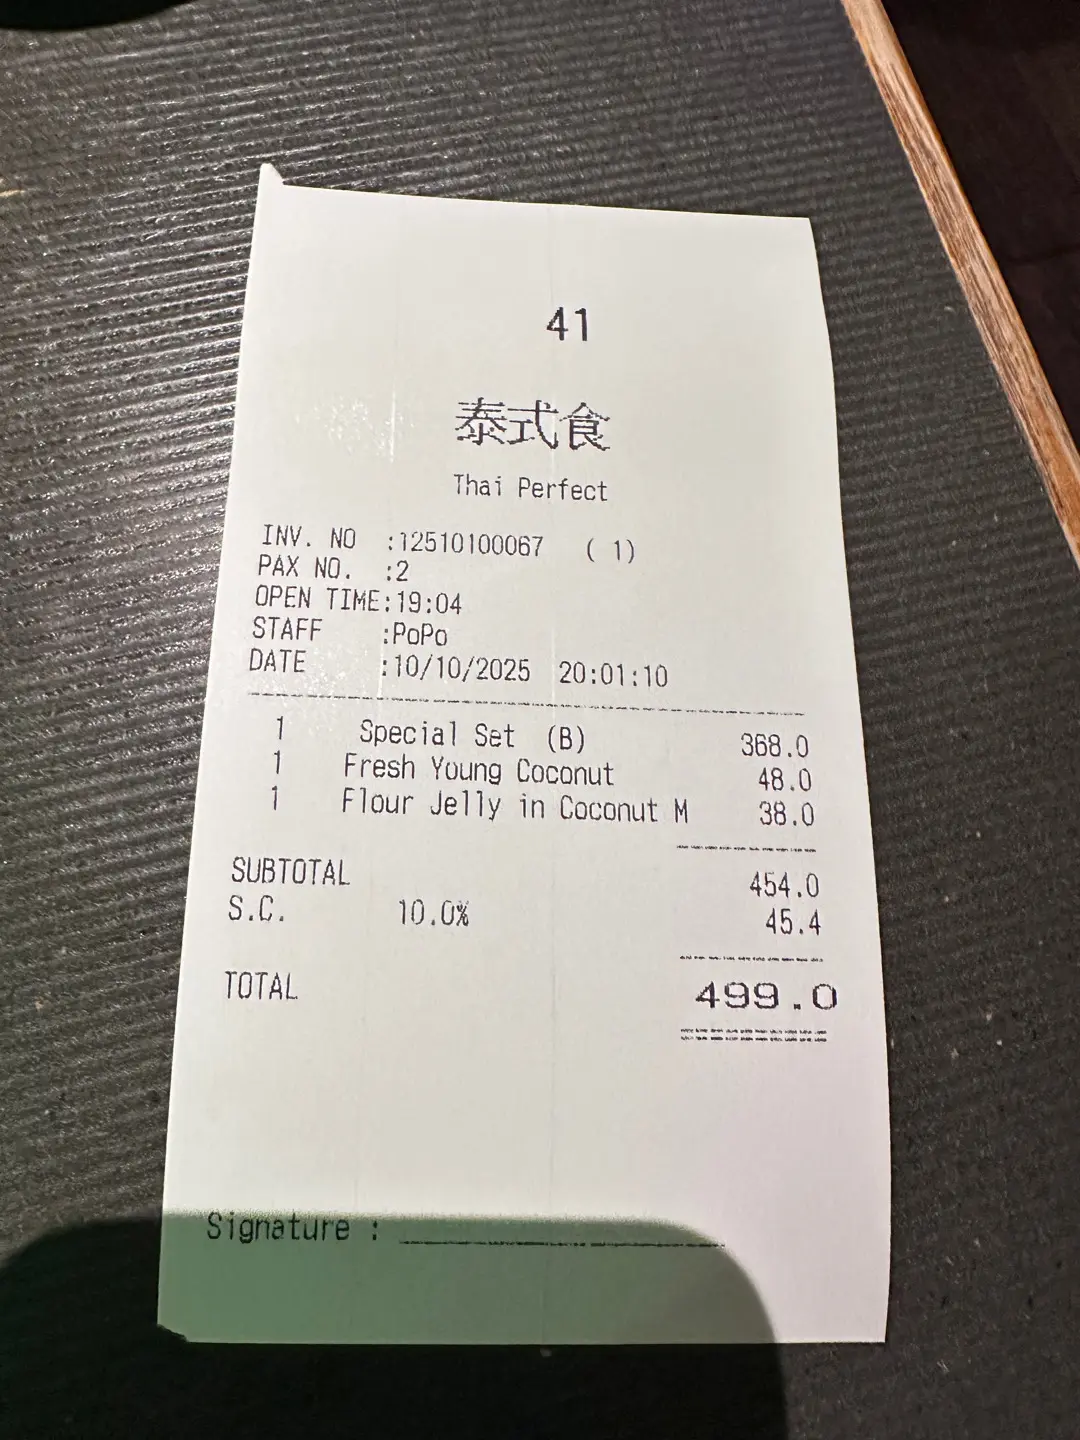 41
泰式食
Thai Perfect
INV. NO :12510100067 ( 1)
PAX NO. :2
OPEN TIME:19:04
STAFF :PoPo
DATE :10/10/2025 20:01:10
1 Special Set (B) 368.0
1 Fresh Young Coconut 48.0
1 Flour Jelly in Coconut M 38.0
SUBTOTAL 454.0
S.C. 10.0% 45.4
TOTAL 499.0
Signature :